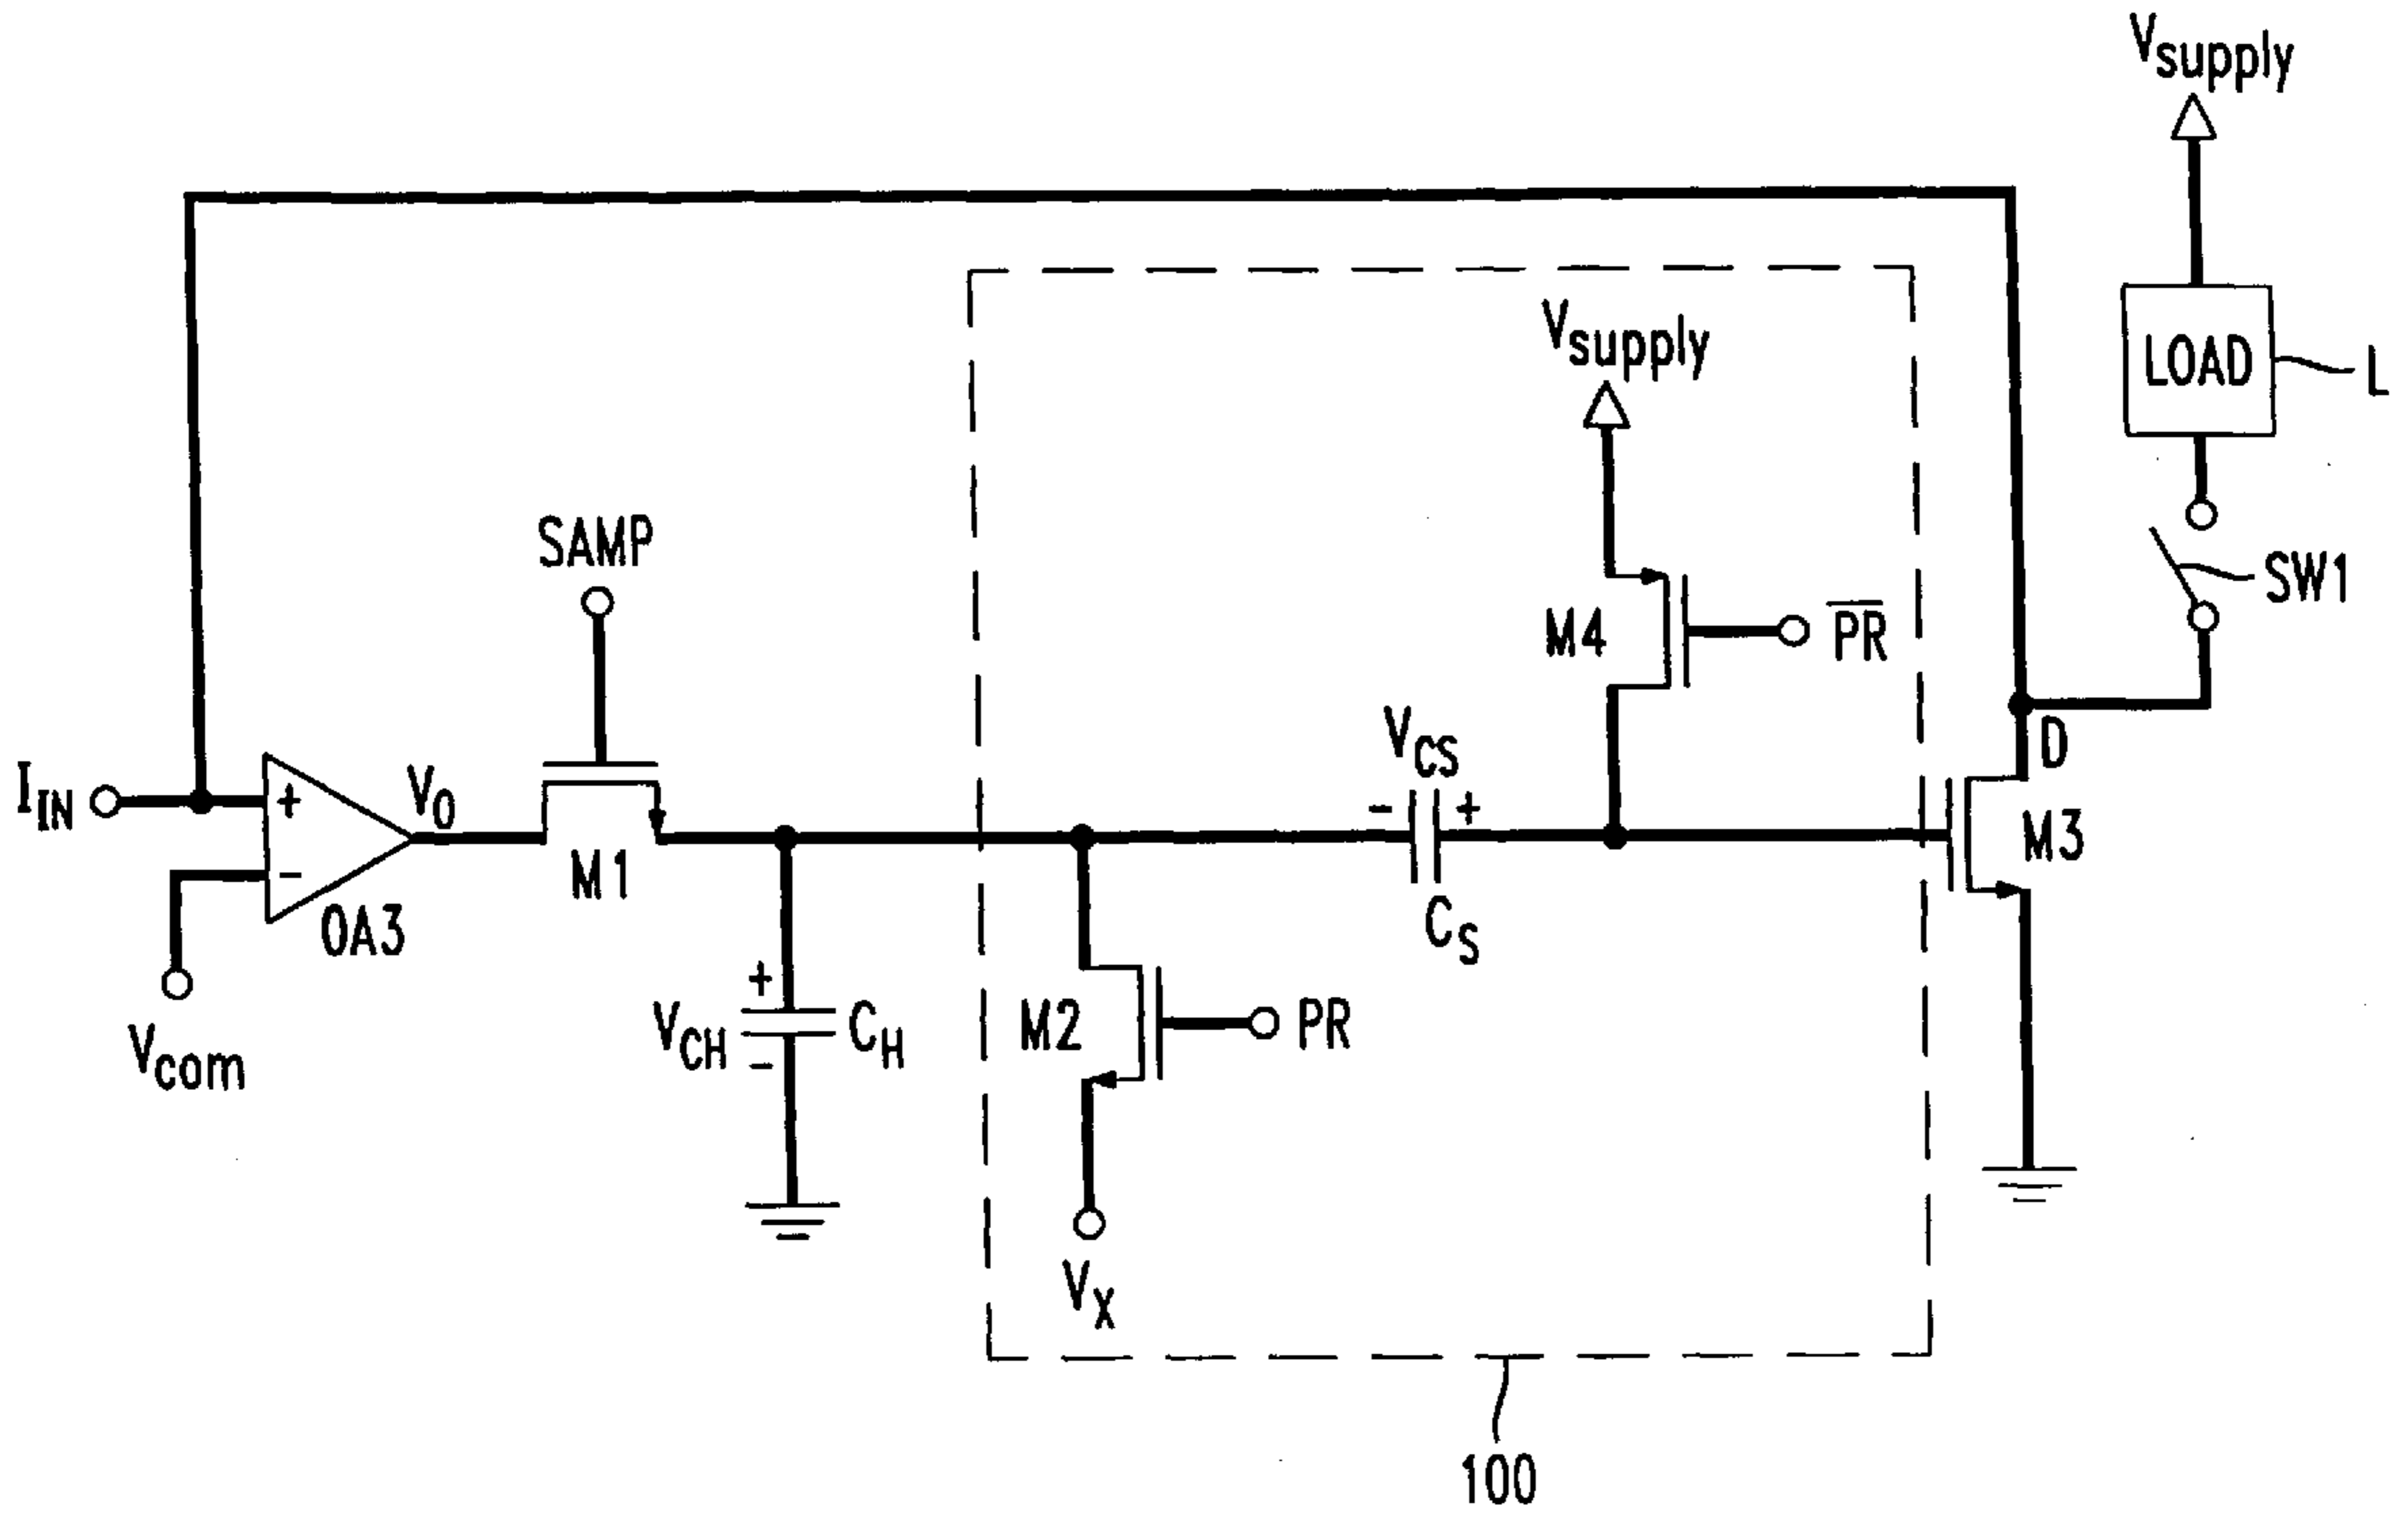 Vsupply
Vsupply
LOAD
L
SAMP
SW1
M4
PR
VCS
D
IIN
+
VO
- +
M3
M1
-
OA3
CS
+
VCH
CH
M2
PR
-
Vcom
VX
100